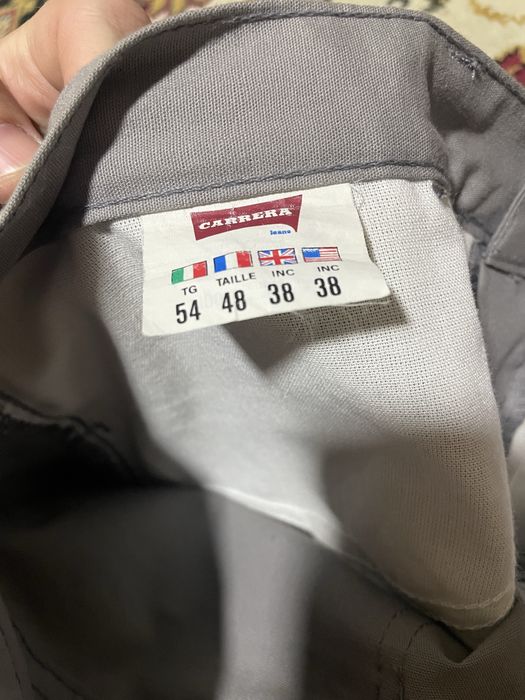 CARRERA
Jeans
TG TAILLE INC INC
54 48 38 38